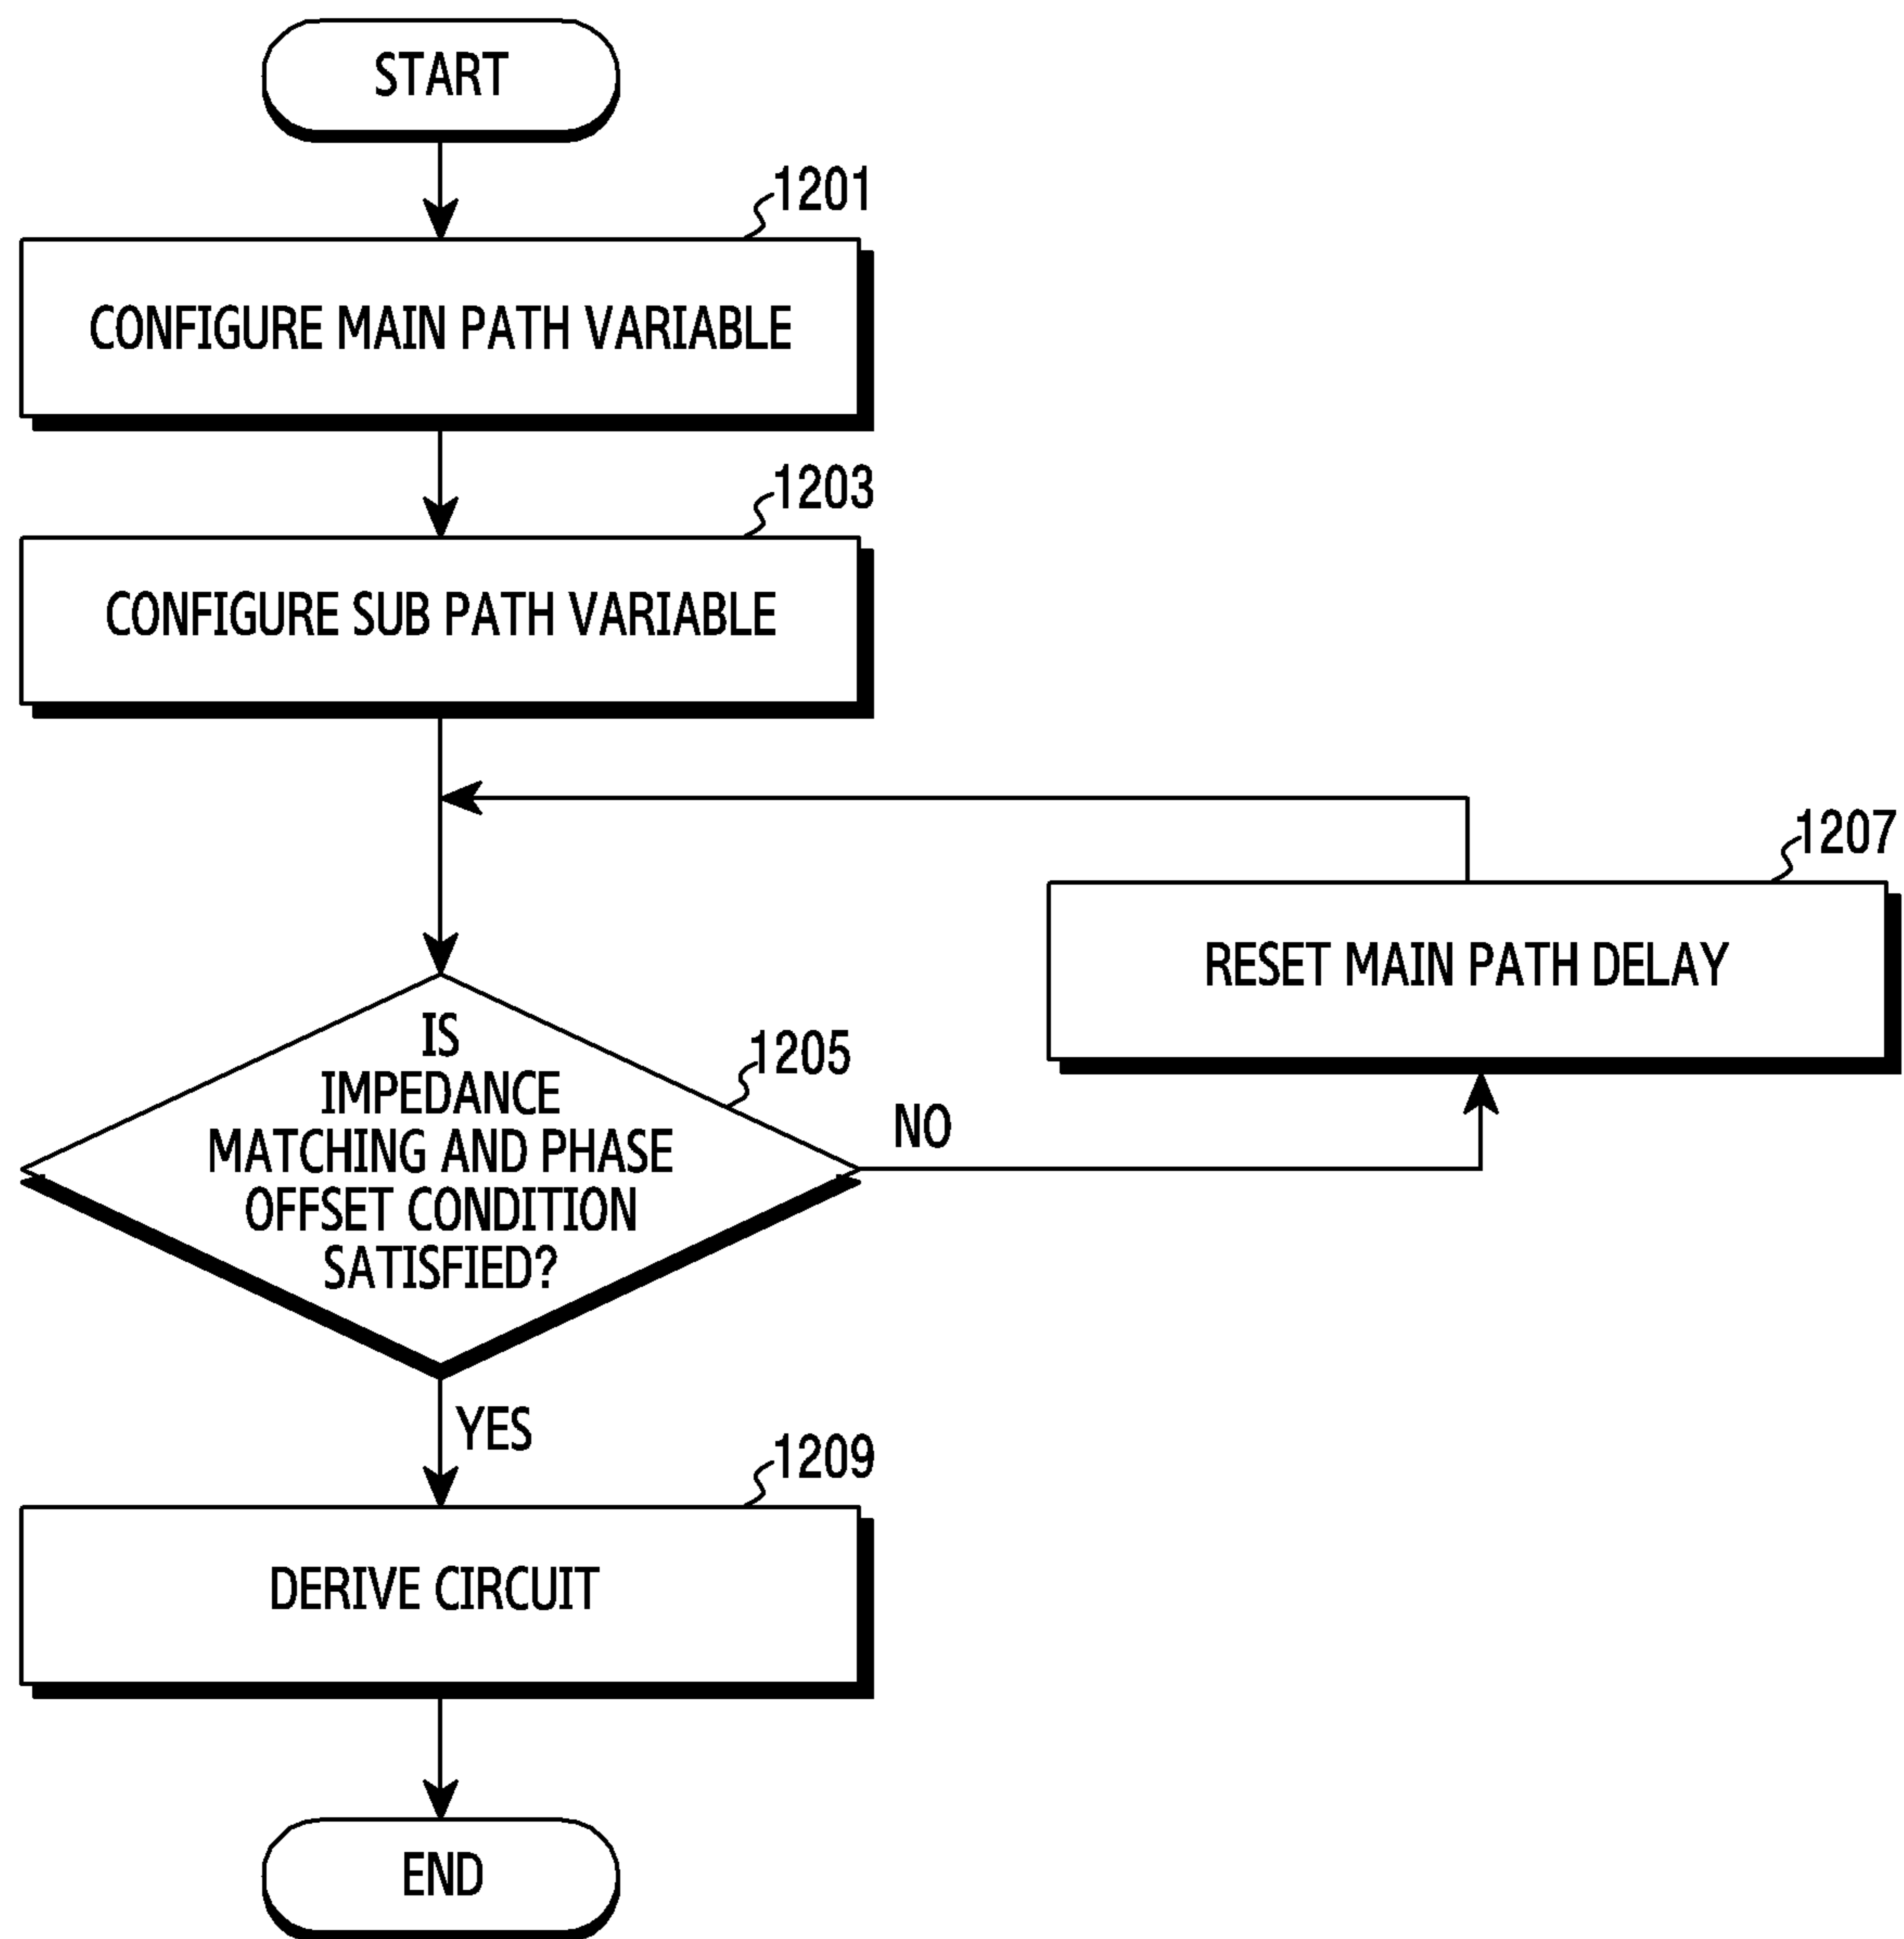 START
1201
CONFIGURE MAIN PATH VARIABLE
1203
CONFIGURE SUB PATH VARIABLE
1207
RESET MAIN PATH DELAY
1205
IS
IMPEDANCE
MATCHING AND PHASE
OFFSET CONDITION
SATISFIED?
NO
YES
1209
DERIVE CIRCUIT
END